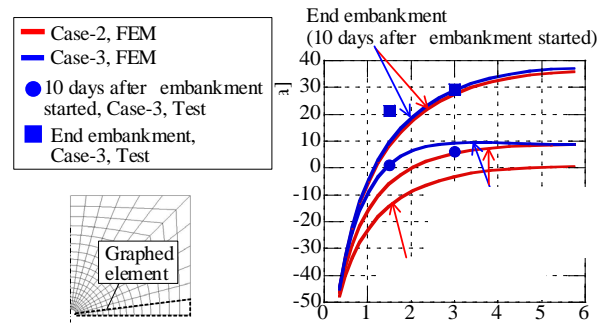 Case-2, FEM
Case-3, FEM
10 days after embankment
started, Case-3, Test
End embankment,
Case-3, Test
Graphed
element
End embankment
(10 days after embankment started)
a]
40
30
20
10
0
-10
-20
-30
-40
-50
0 1 2 3 4 5 6